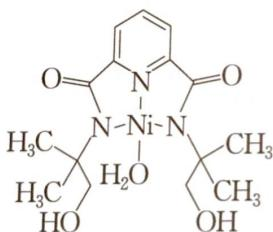 O N O
N Ni N
H₃C H₂O CH₃
H₃C CH₃
HO OH